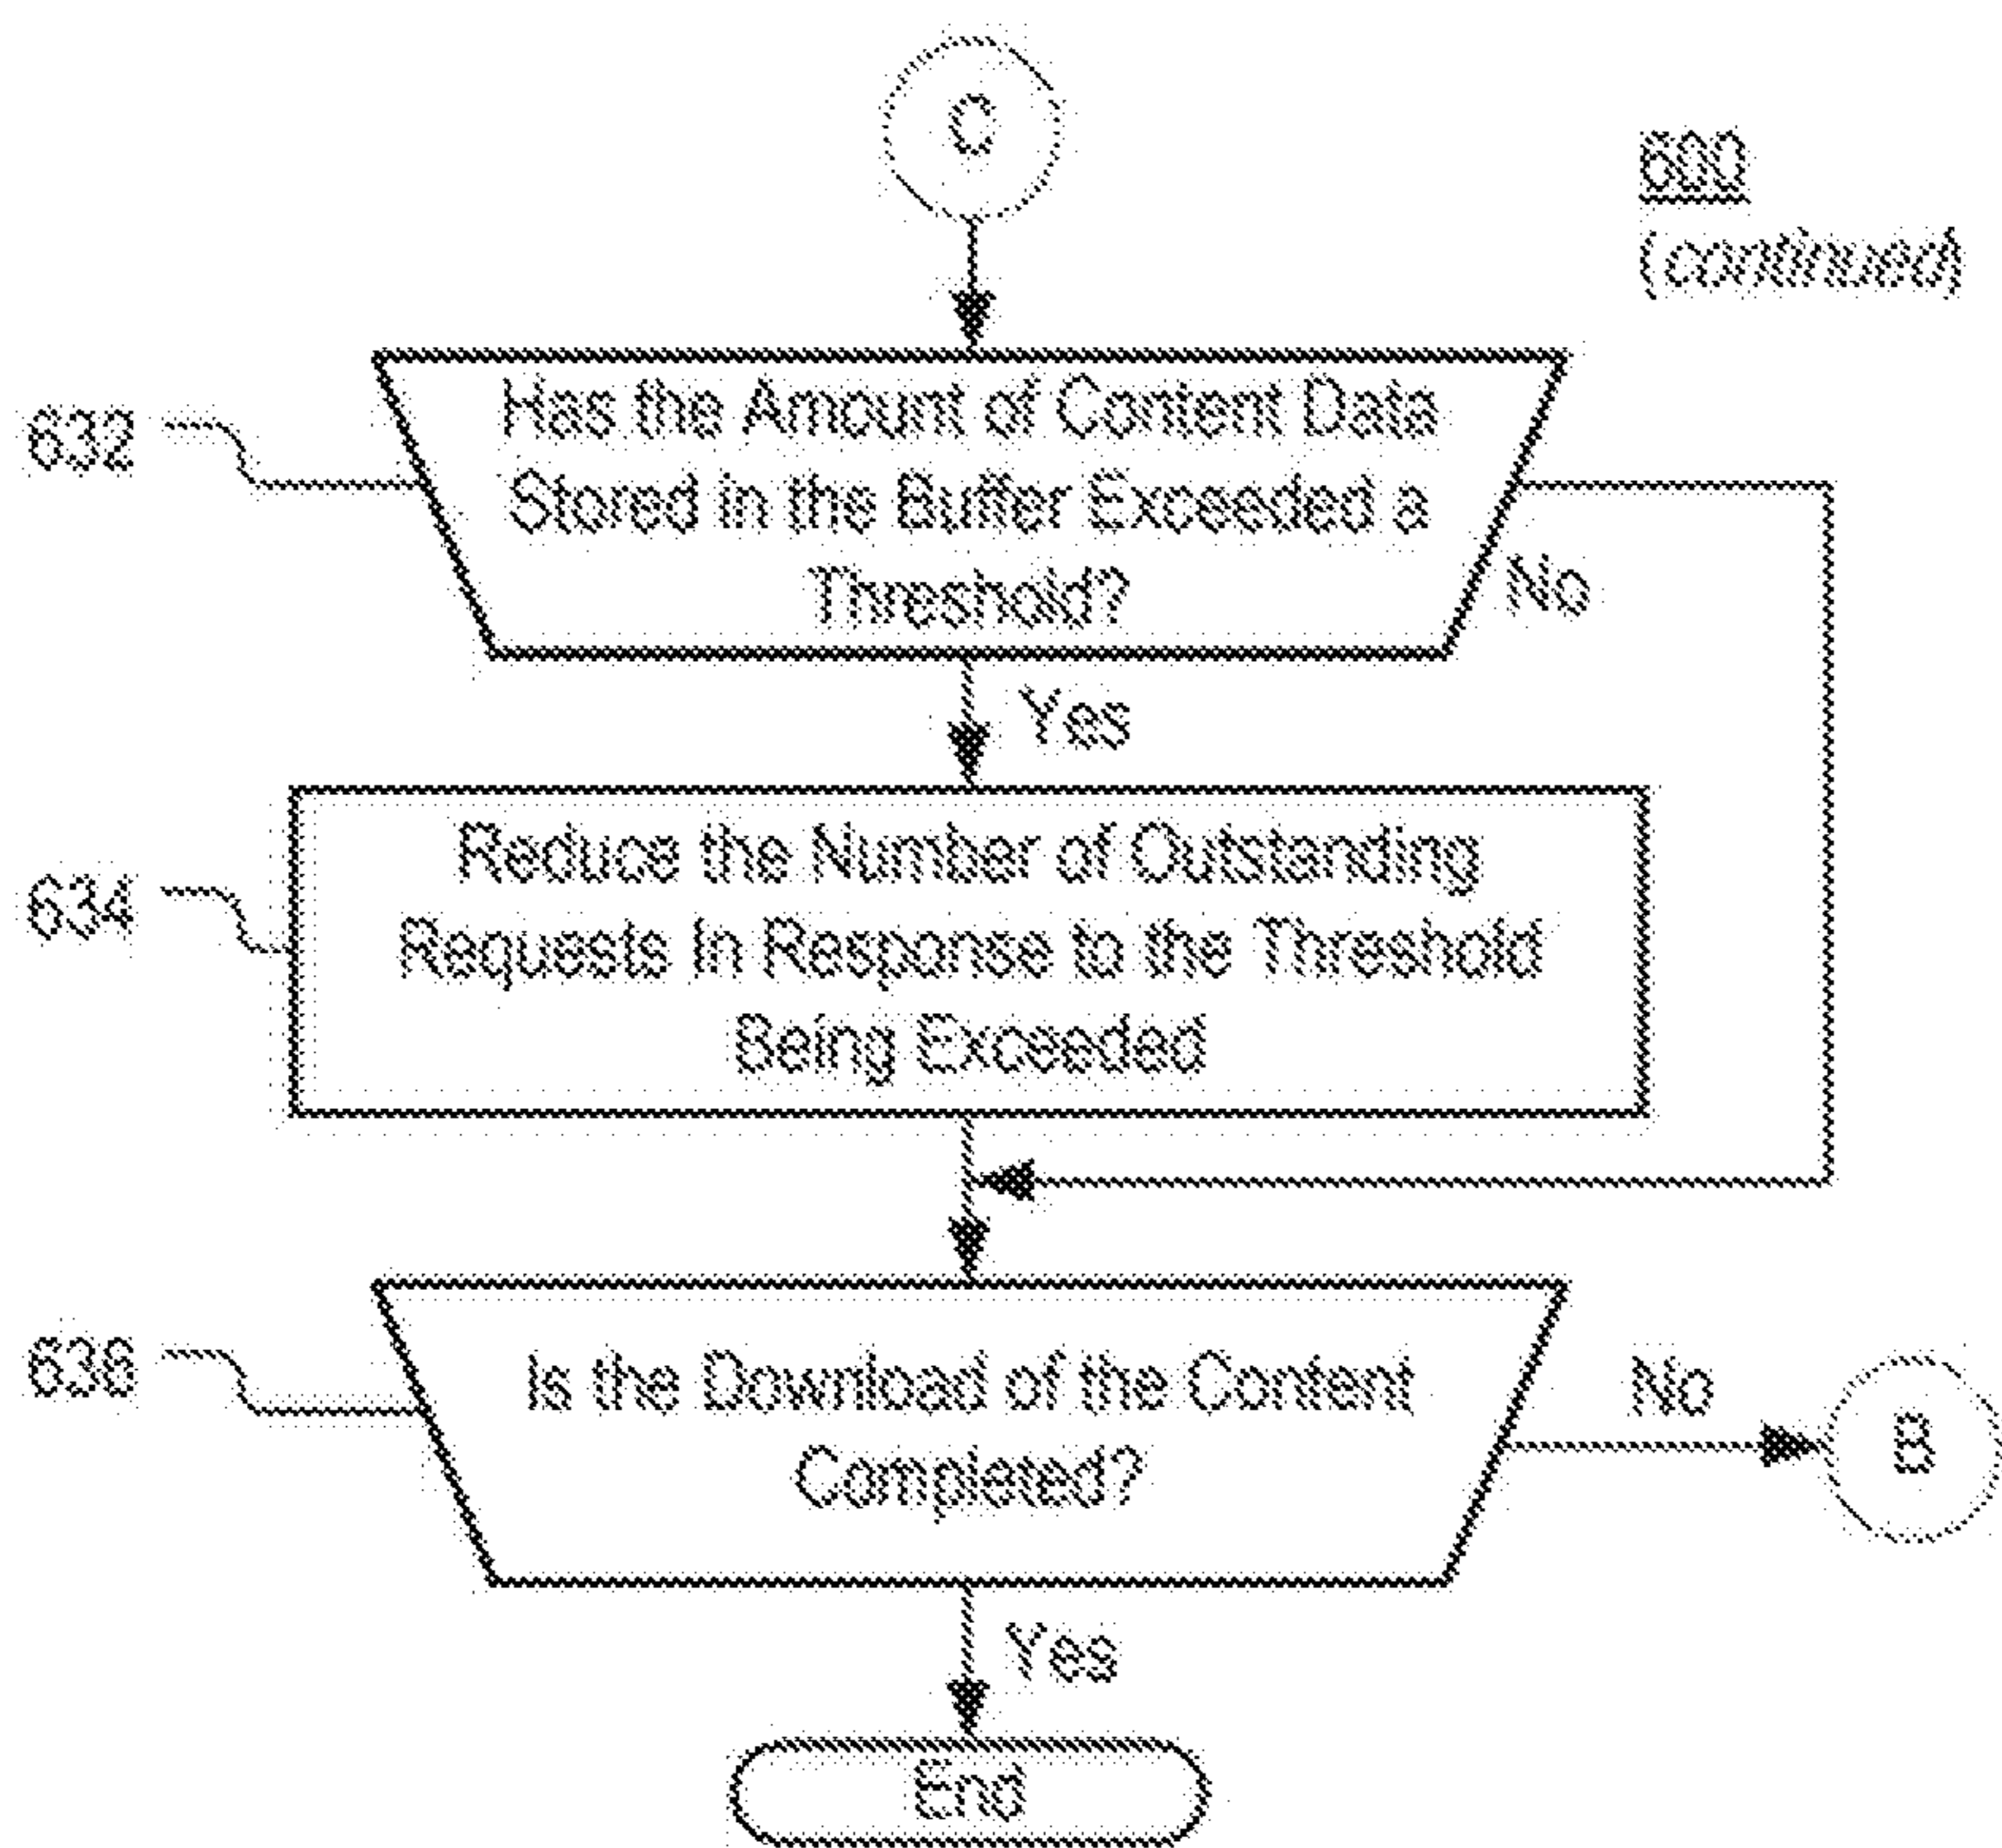 C
600
(continued)
632
Has the Amount of Content Data
Stored in the Buffer Exceeded a
Threshold?
No
Yes
634
Reduce the Number of Outstanding
Requests In Response to the Threshold
Being Exceeded
636
Is the Download of the Content
Completed?
No
B
Yes
End